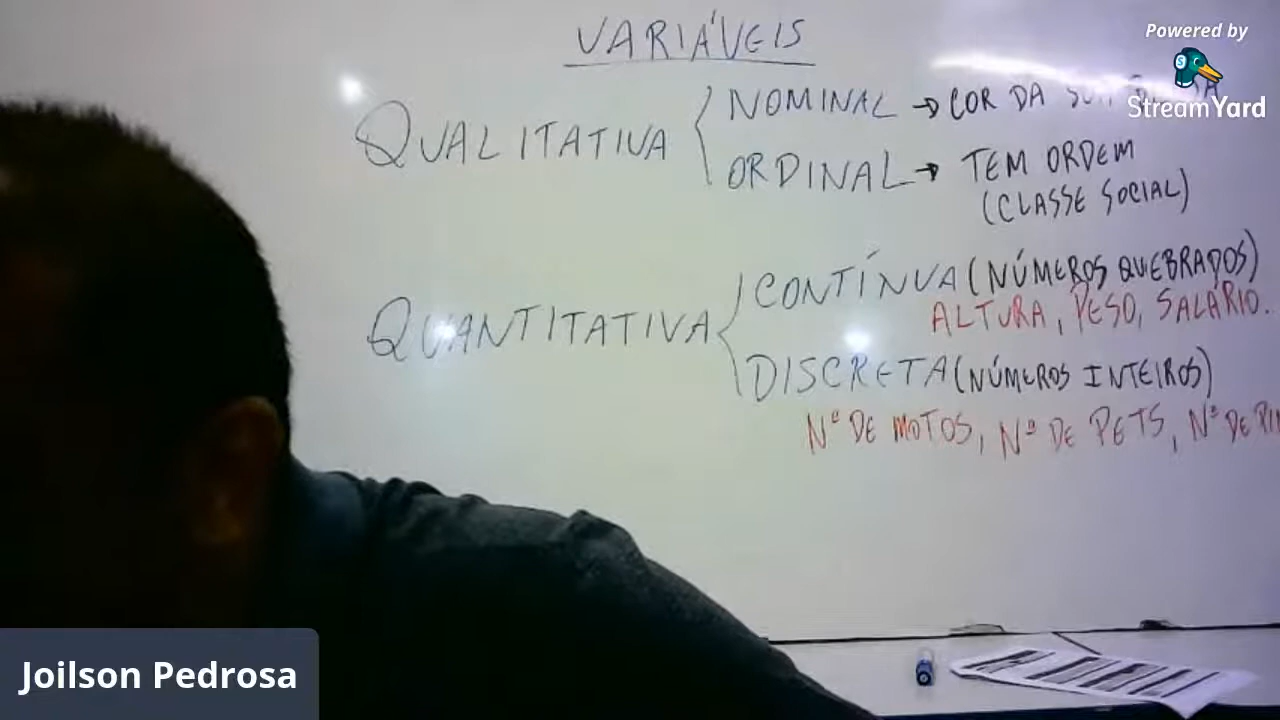 VARIÁVEIS
Powered by
StreamYard
QUALITATIVA
NOMINAL → COR DA
ORDINAL → TEM ORDEM
(CLASSE SOCIAL)
QUANTITATIVA
CONTÍNUA (NÚMEROS QUEBRADOS)
ALTURA, PESO, SALÁRIO.
DISCRETA (NÚMEROS INTEIROS)
Nº DE MOTOS, Nº DE PETS, Nº DE
Joilson Pedrosa